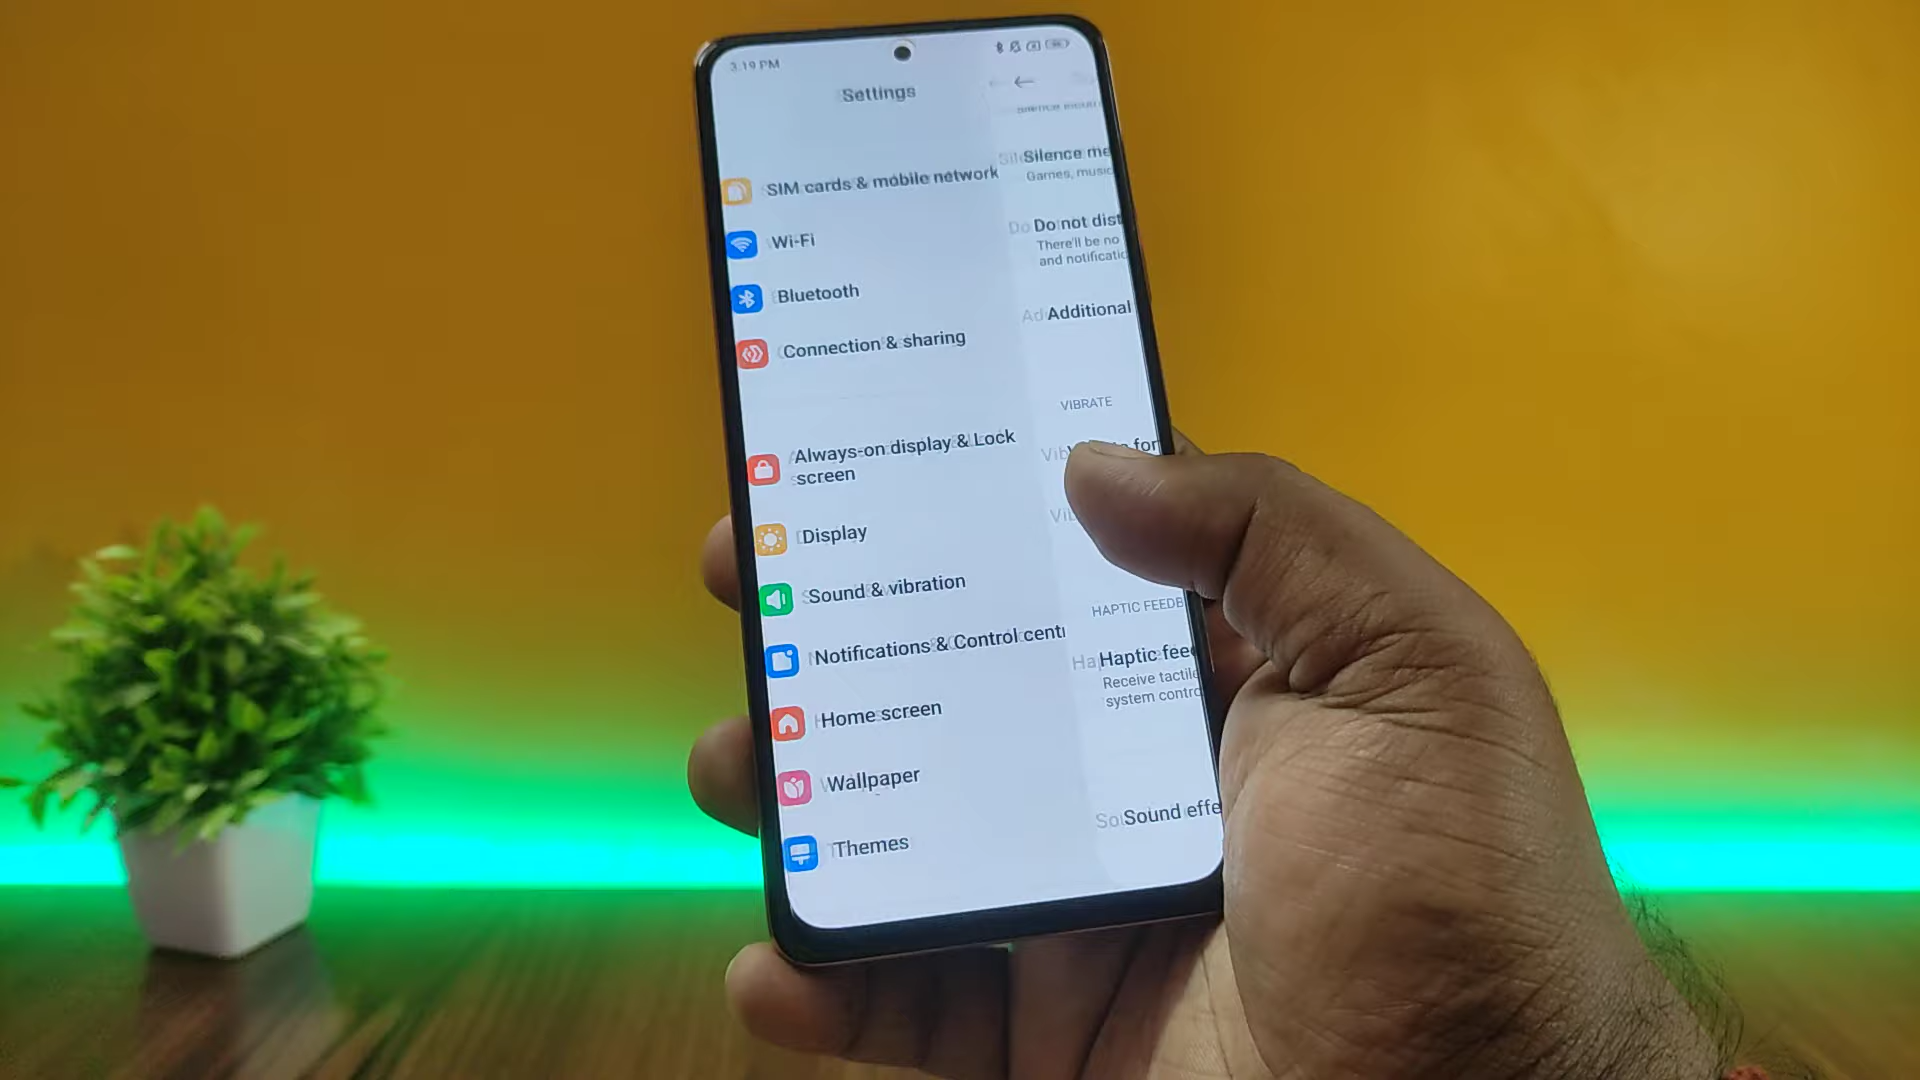 3:19 PM
Settings
SIM cards & mobile network
Wi-Fi
Bluetooth
Connection & sharing
Always-on display & Lock
screen
Display
Sound & vibration
Notifications & Control cent
Home screen
Wallpaper
Themes
Silence me
Games, music
Do not dist
There'll be no
and notificatio
Additional
VIBRATE
for
HAPTIC FEEDB
Haptic fee
Receive tactile
system contro
Sound effe